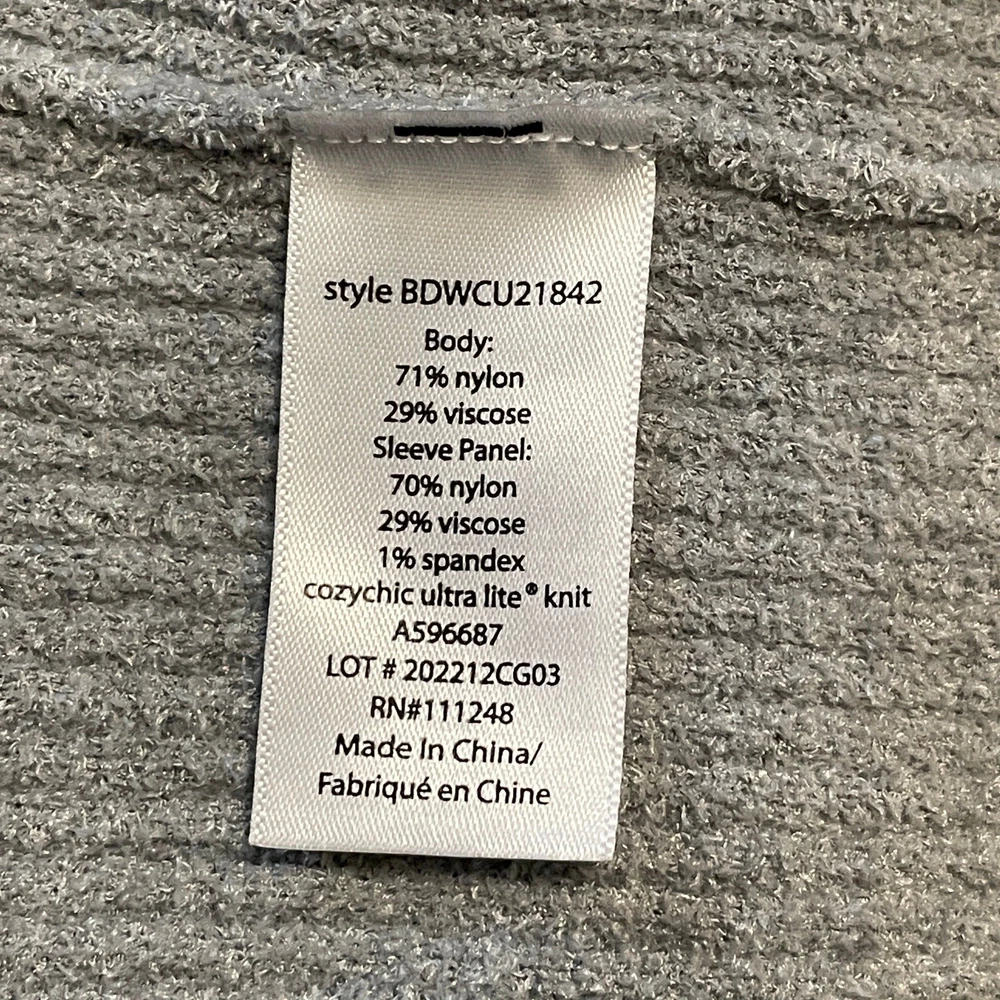 style BDWCU21842
Body:
71% nylon
29% viscose
Sleeve Panel:
70% nylon
29% viscose
1% spandex
cozychic ultra lite® knit
A596687
LOT # 202212CG03
RN#111248
Made In China/
Fabriqué en Chine